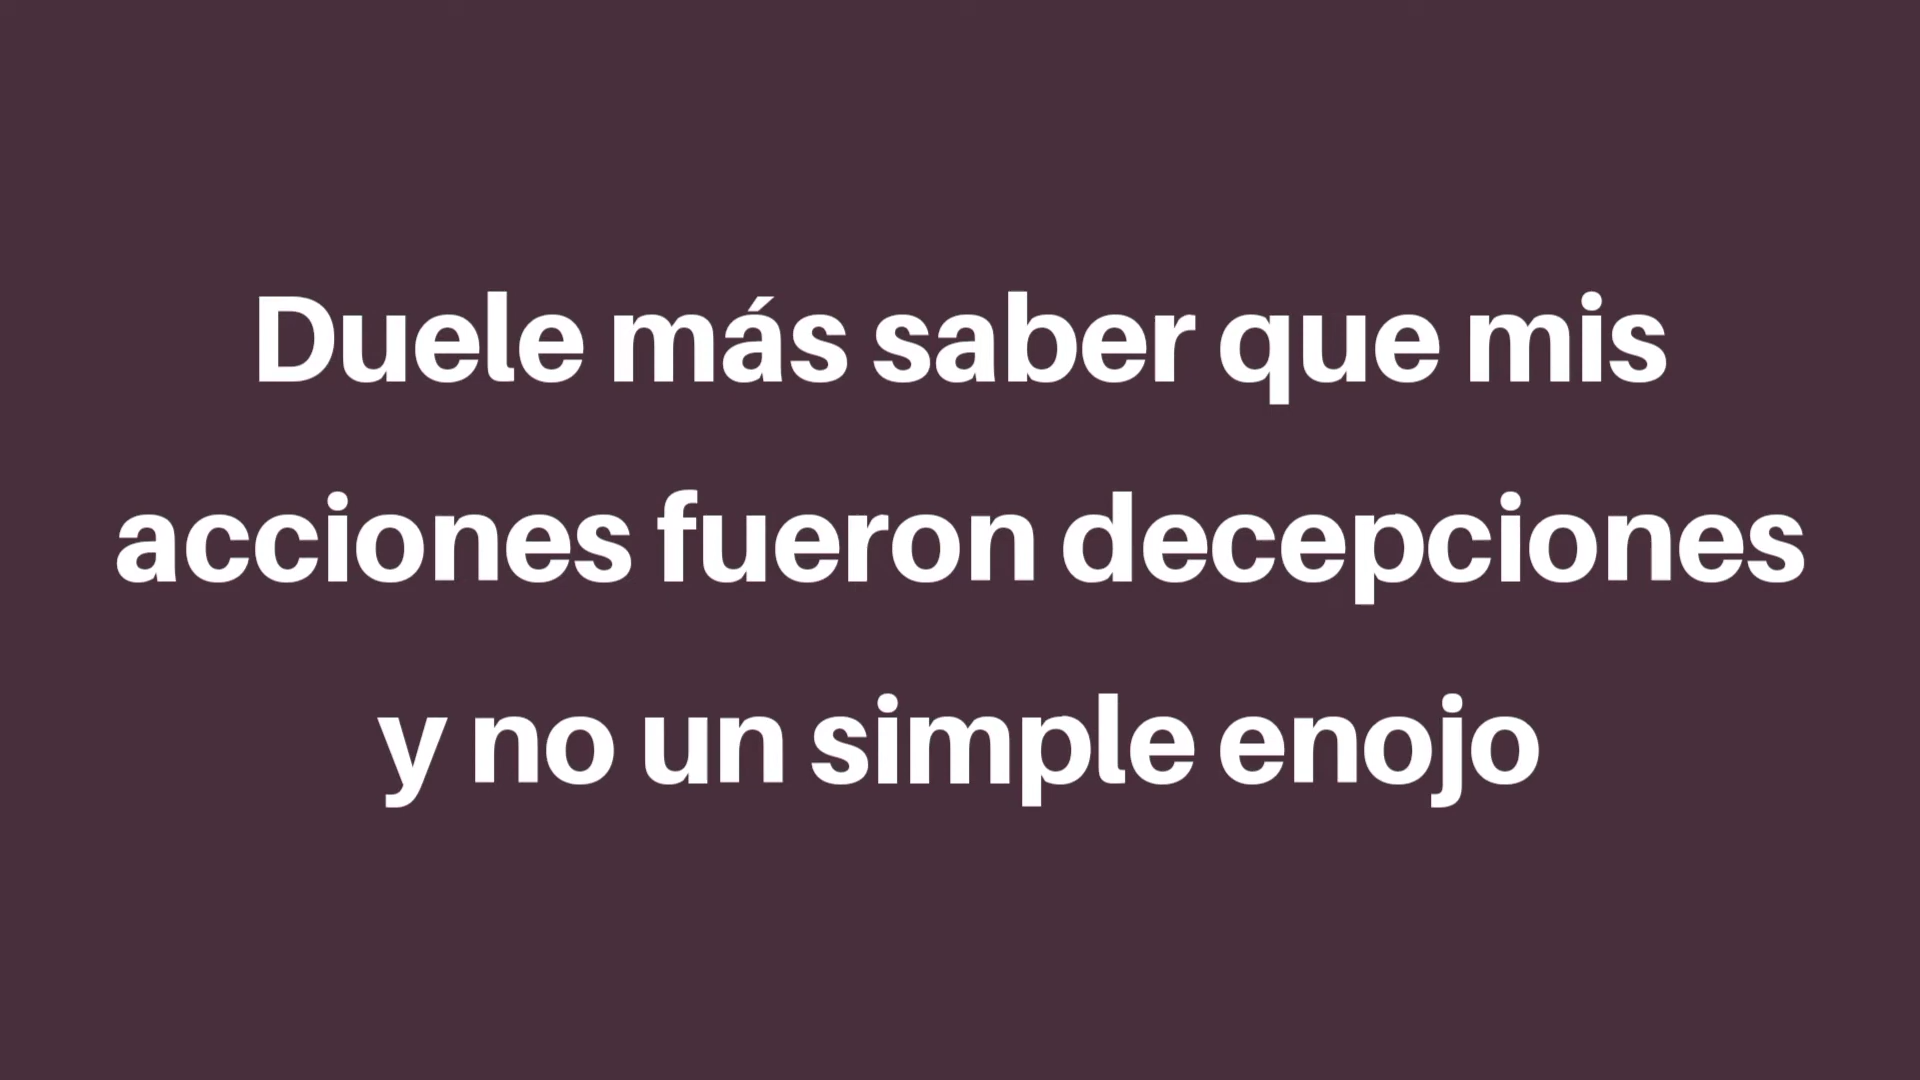 Duele más saber que mis
acciones fueron decepciones
y no un simple enojo